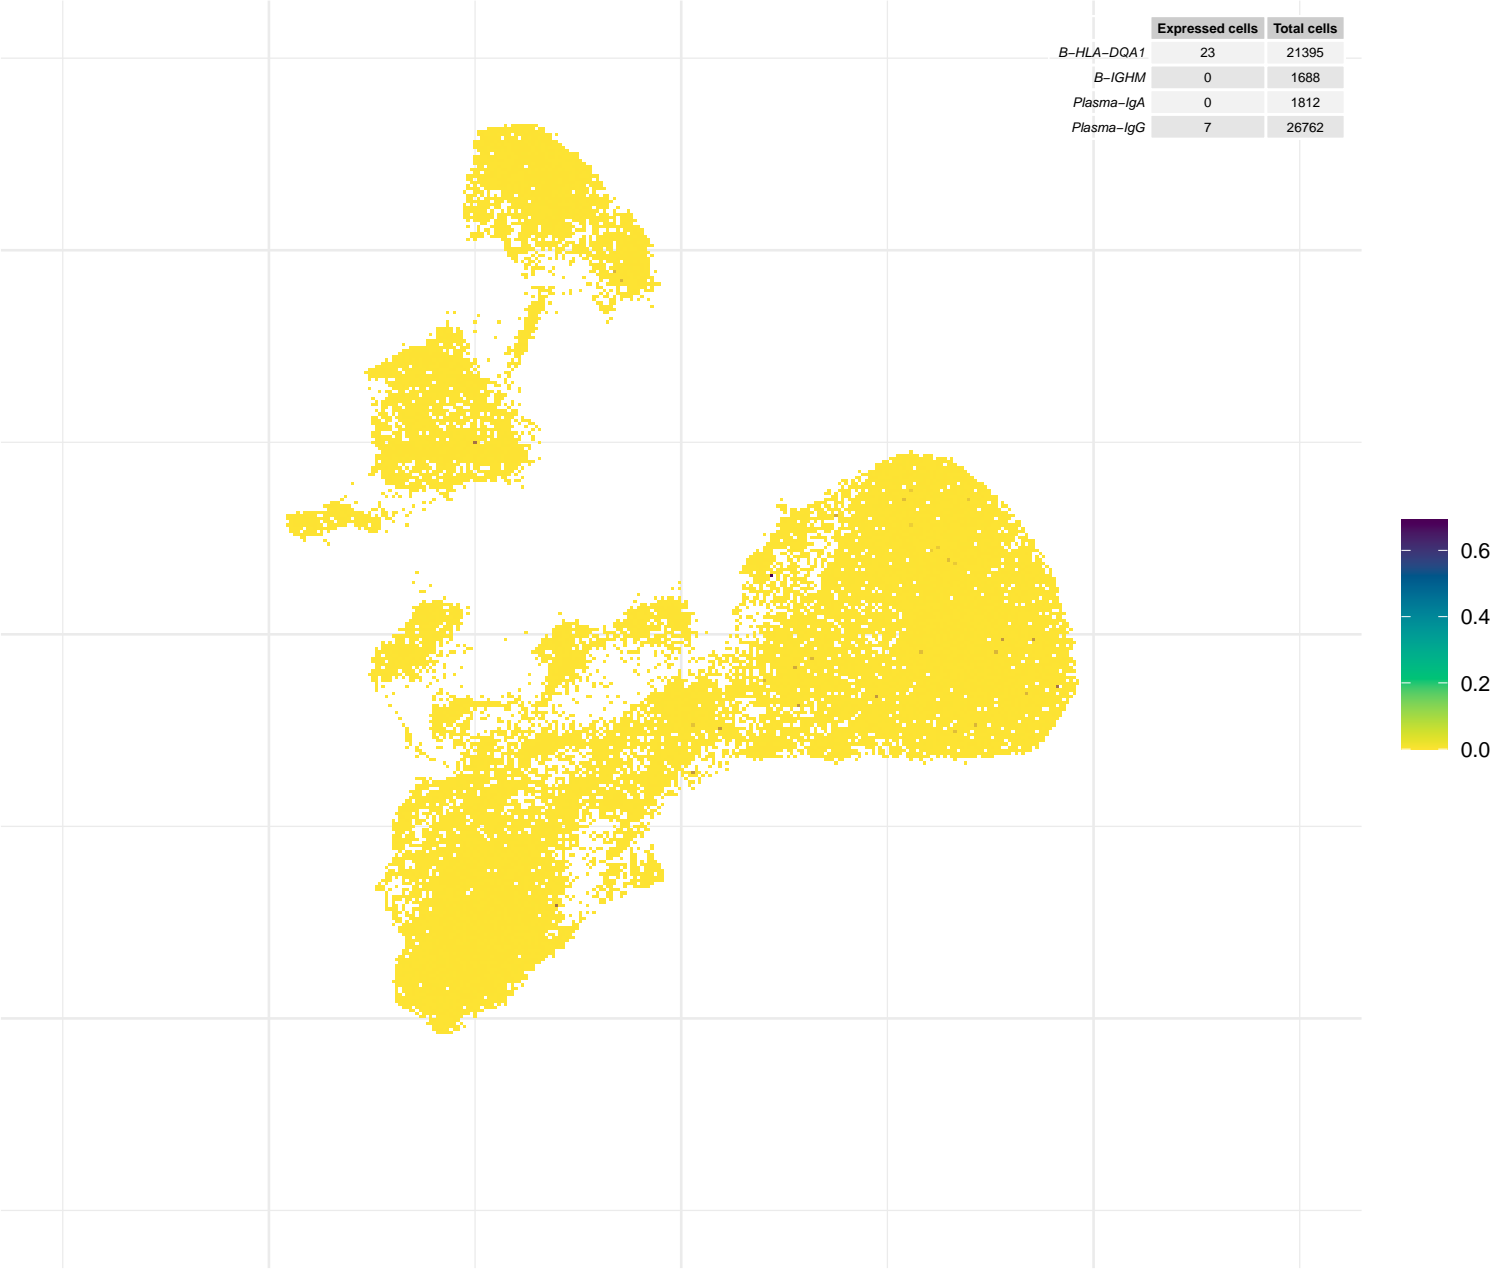 Expressed cells Total cells
B−HLA−DQA1 23 21395
B−IGHM 0 1688
Plasma−IgA 0 1812
Plasma−IgG 7 26762
0.6
0.4
0.2
0.0